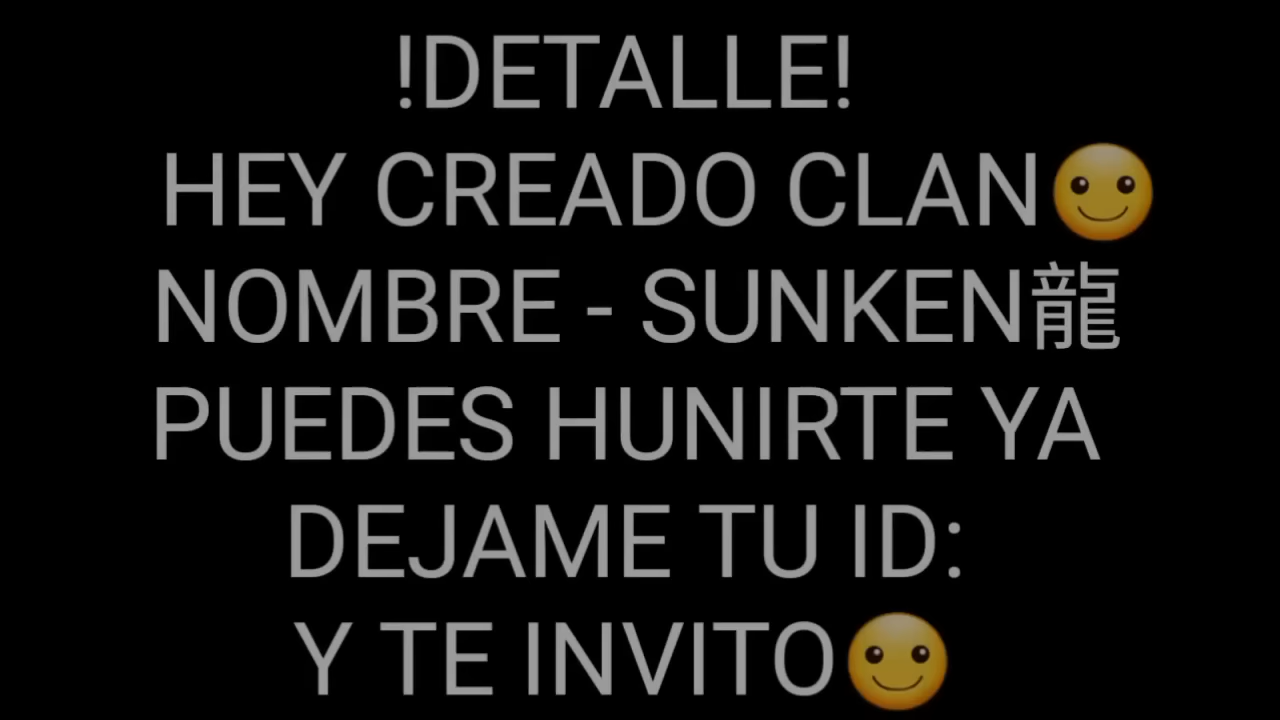 !DETALLE!
HEY CREADO CLAN🙂
NOMBRE - SUNKEN龍
PUEDES HUNIRTE YA
DEJAME TU ID:
Y TE INVITO🙂